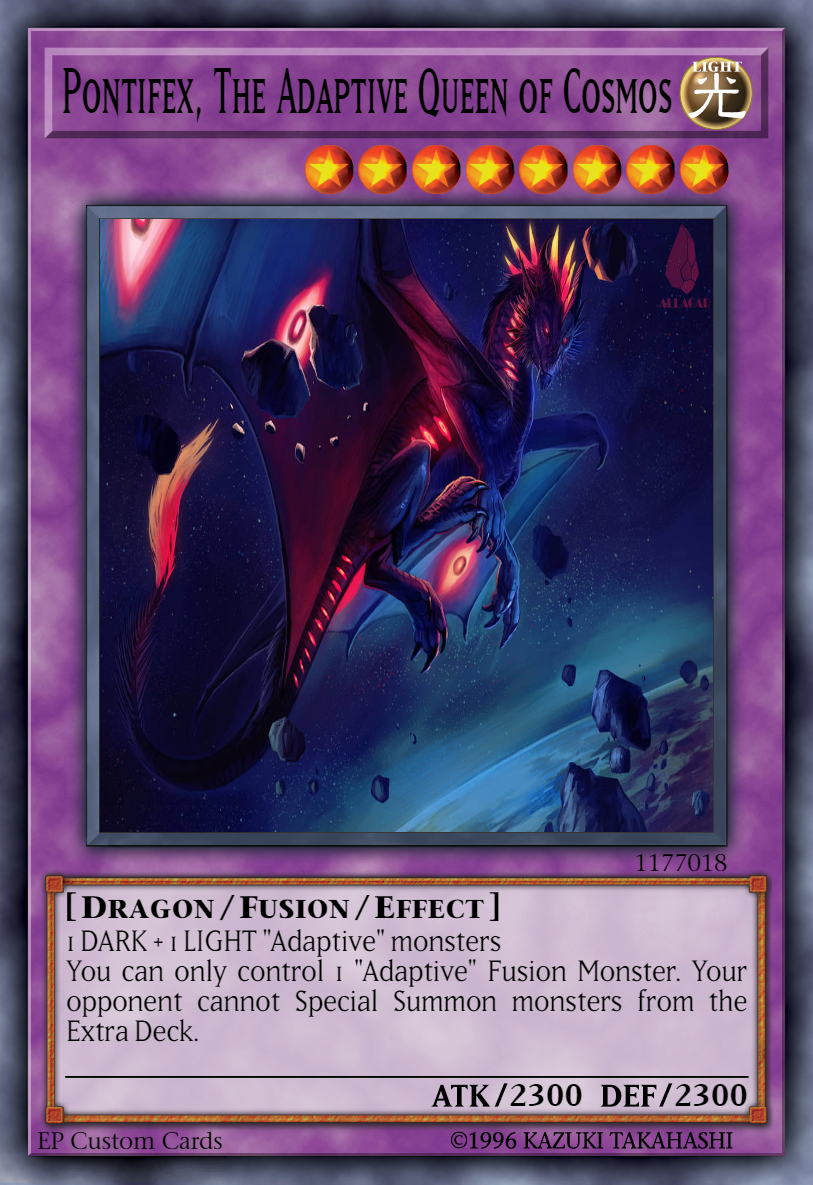 Pontifex, The Adaptive Queen of Cosmos
LIGHT
光
ALLAGAR
1177018
[ Dragon / Fusion / Effect ]
1 DARK + 1 LIGHT "Adaptive" monsters
You can only control 1 "Adaptive" Fusion Monster. Your
opponent cannot Special Summon monsters from the
Extra Deck.
ATK/2300 DEF/2300
EP Custom Cards
©1996 KAZUKI TAKAHASHI